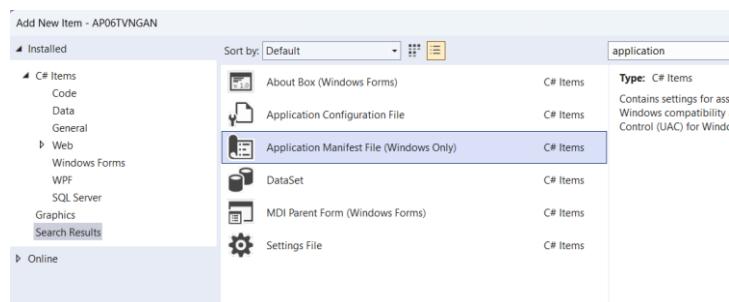 Add New Item - AP06TVNGAN
Installed
Sort by: Default
application
C# Items
Code
Data
General
Web
Windows Forms
WPF
SQL Server
Graphics
Search Results
Online
About Box (Windows Forms) C# Items
Application Configuration File C# Items
Application Manifest File (Windows Only) C# Items
DataSet C# Items
MDI Parent Form (Windows Forms) C# Items
Settings File C# Items
Type: C# Items
Contains settings for ass
Windows compatibility
Control (UAC) for Windo